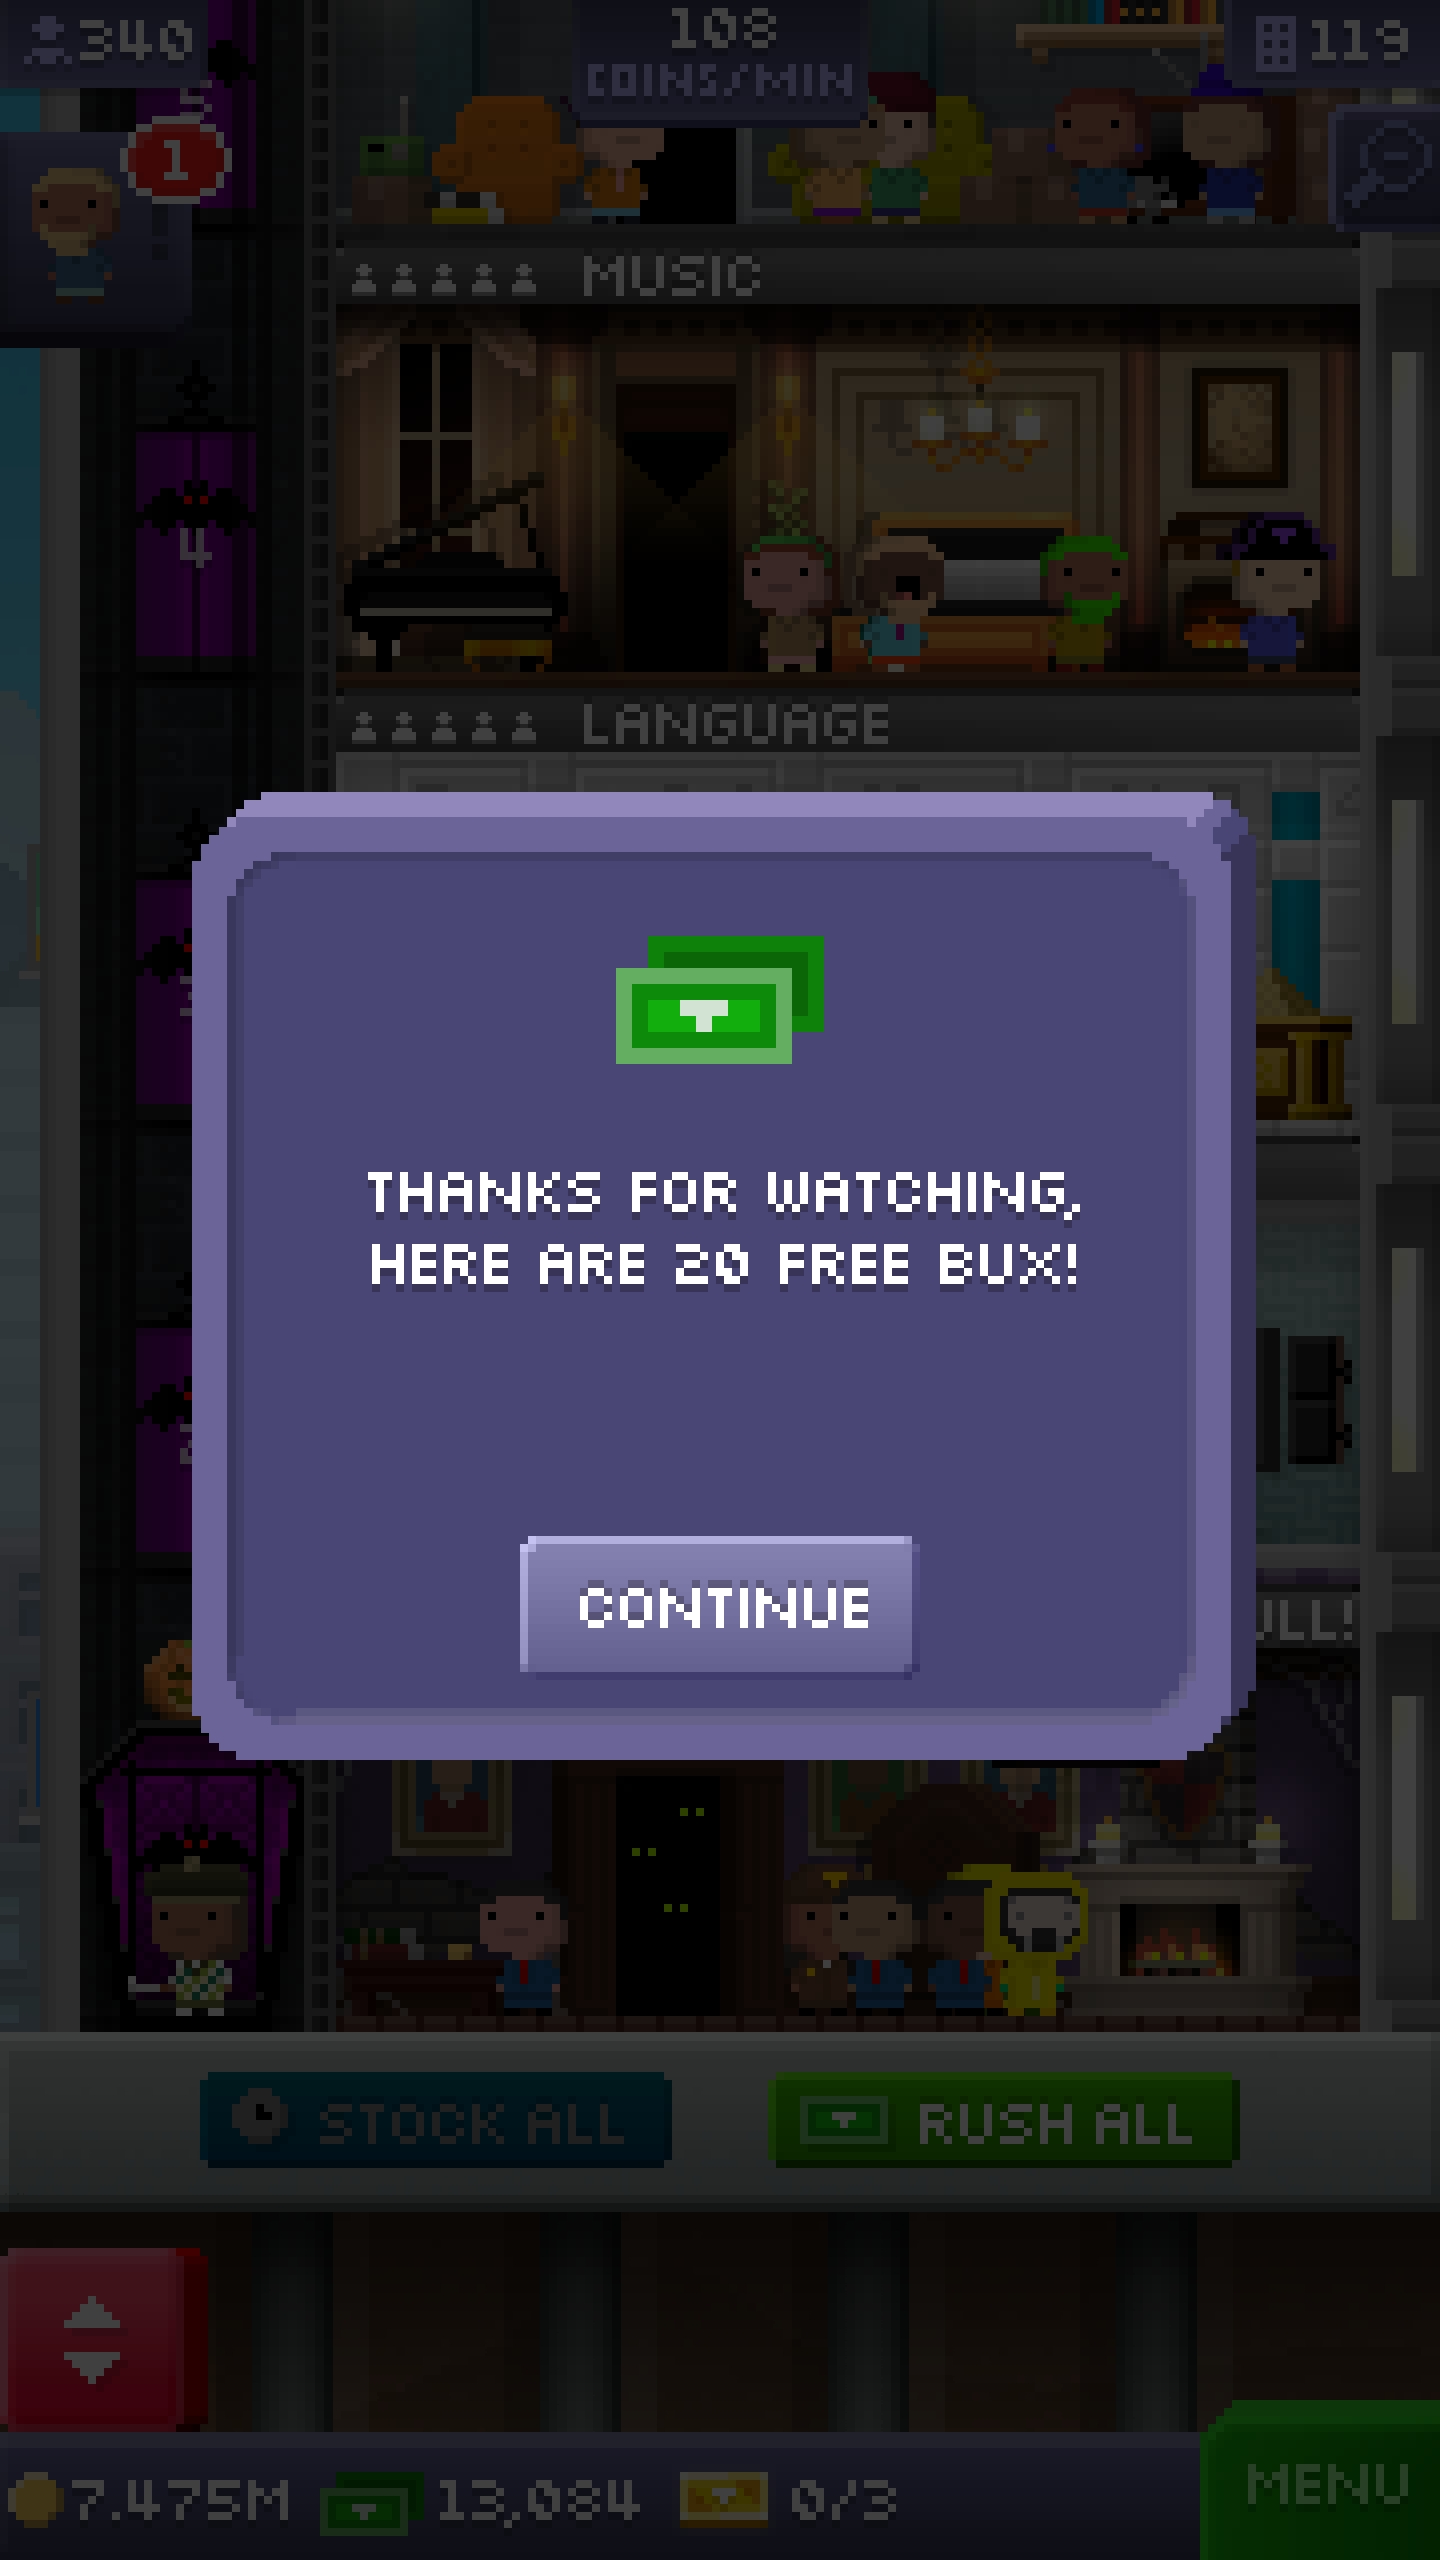 340
108
COINS/MIN
119
1
MUSIC
4
LANGUAGE
THANKS FOR WATCHING,
HERE ARE 20 FREE BUX!
CONTINUE
STOCK ALL
RUSH ALL
7.475M
13,084
0/3
MENU